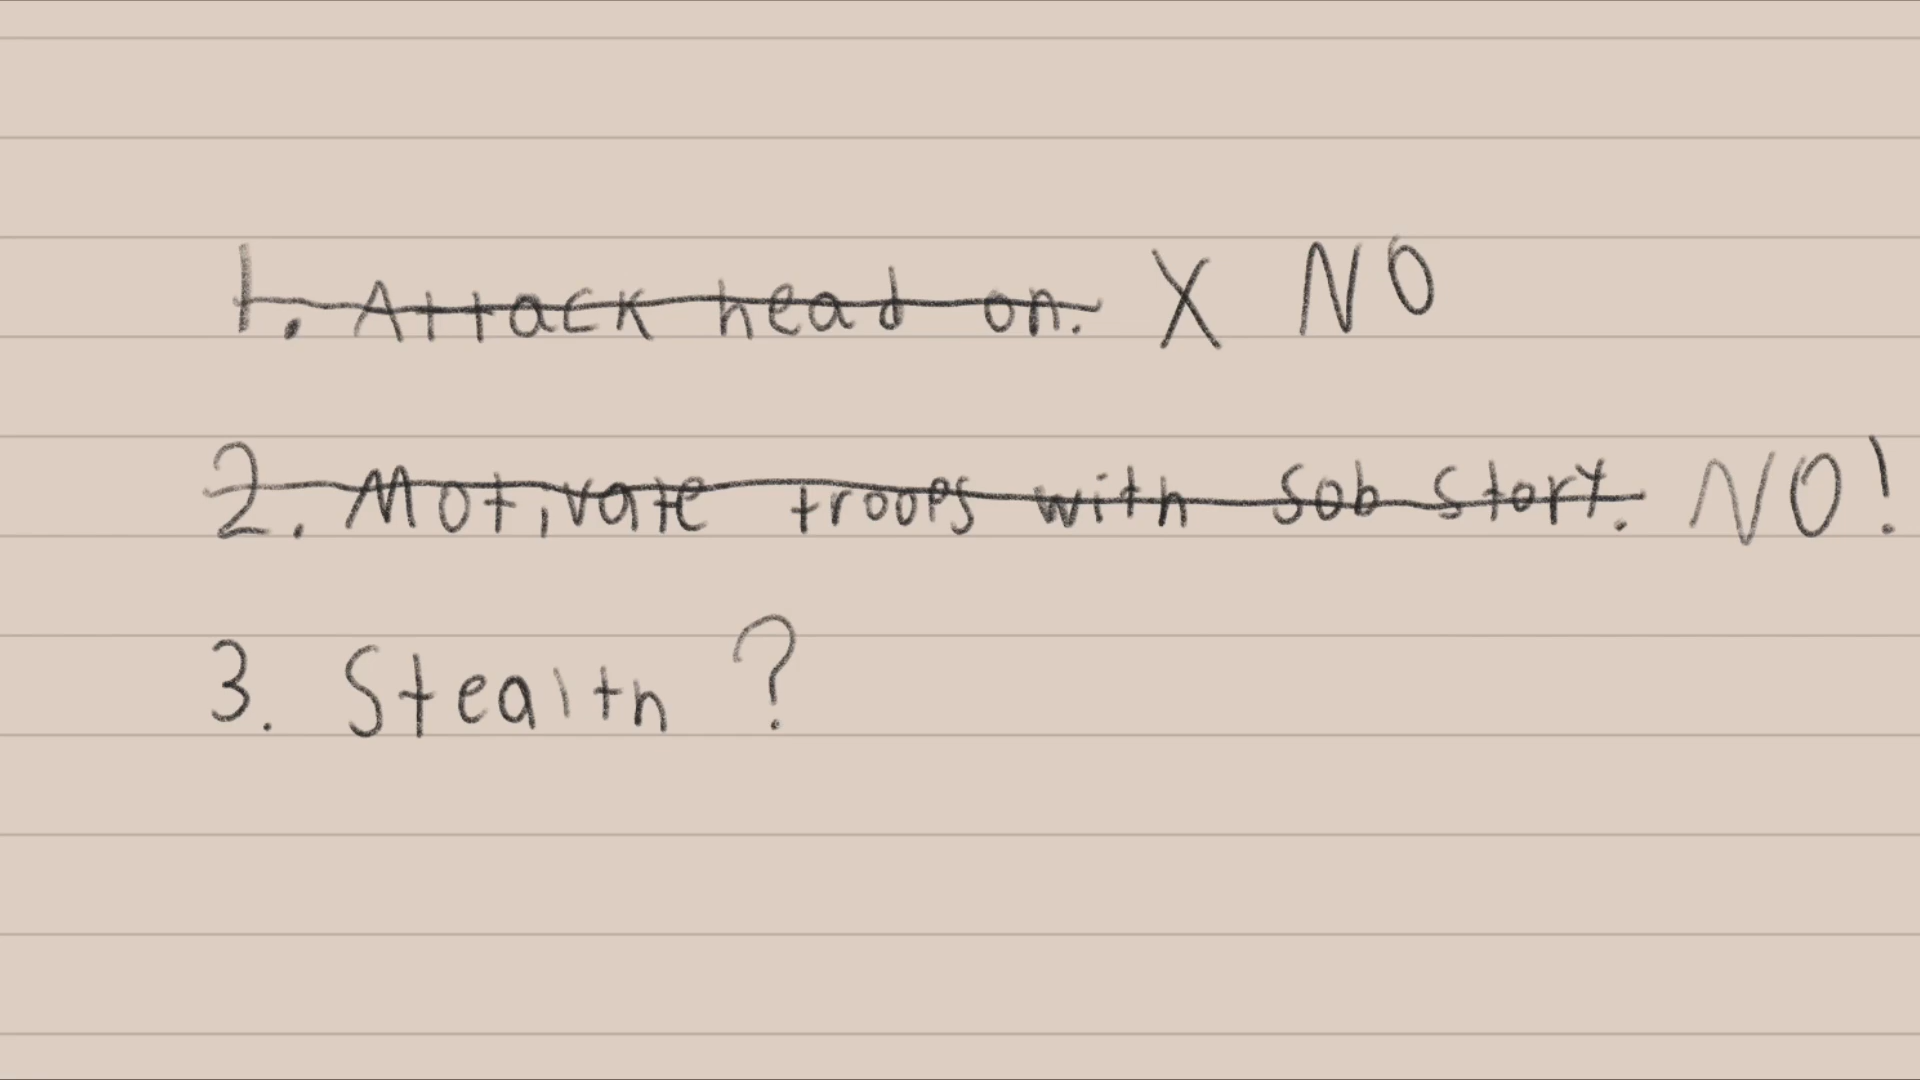 1. Attack head on. X NO
2. Motivate troops with sob story. NO!
3. Stealth?